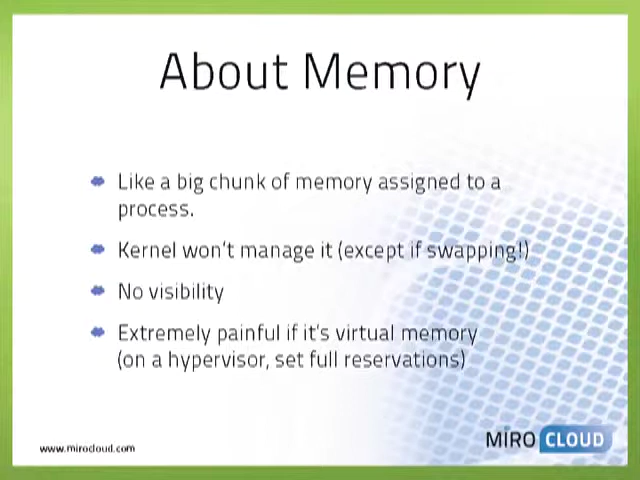 About Memory
Like a big chunk of memory assigned to a
process.
Kernel won't manage it (except if swapping!)
No visibility
Extremely painful if it's virtual memory
(on a hypervisor, set full reservations)
www.mirocloud.com
MIRO CLOUD